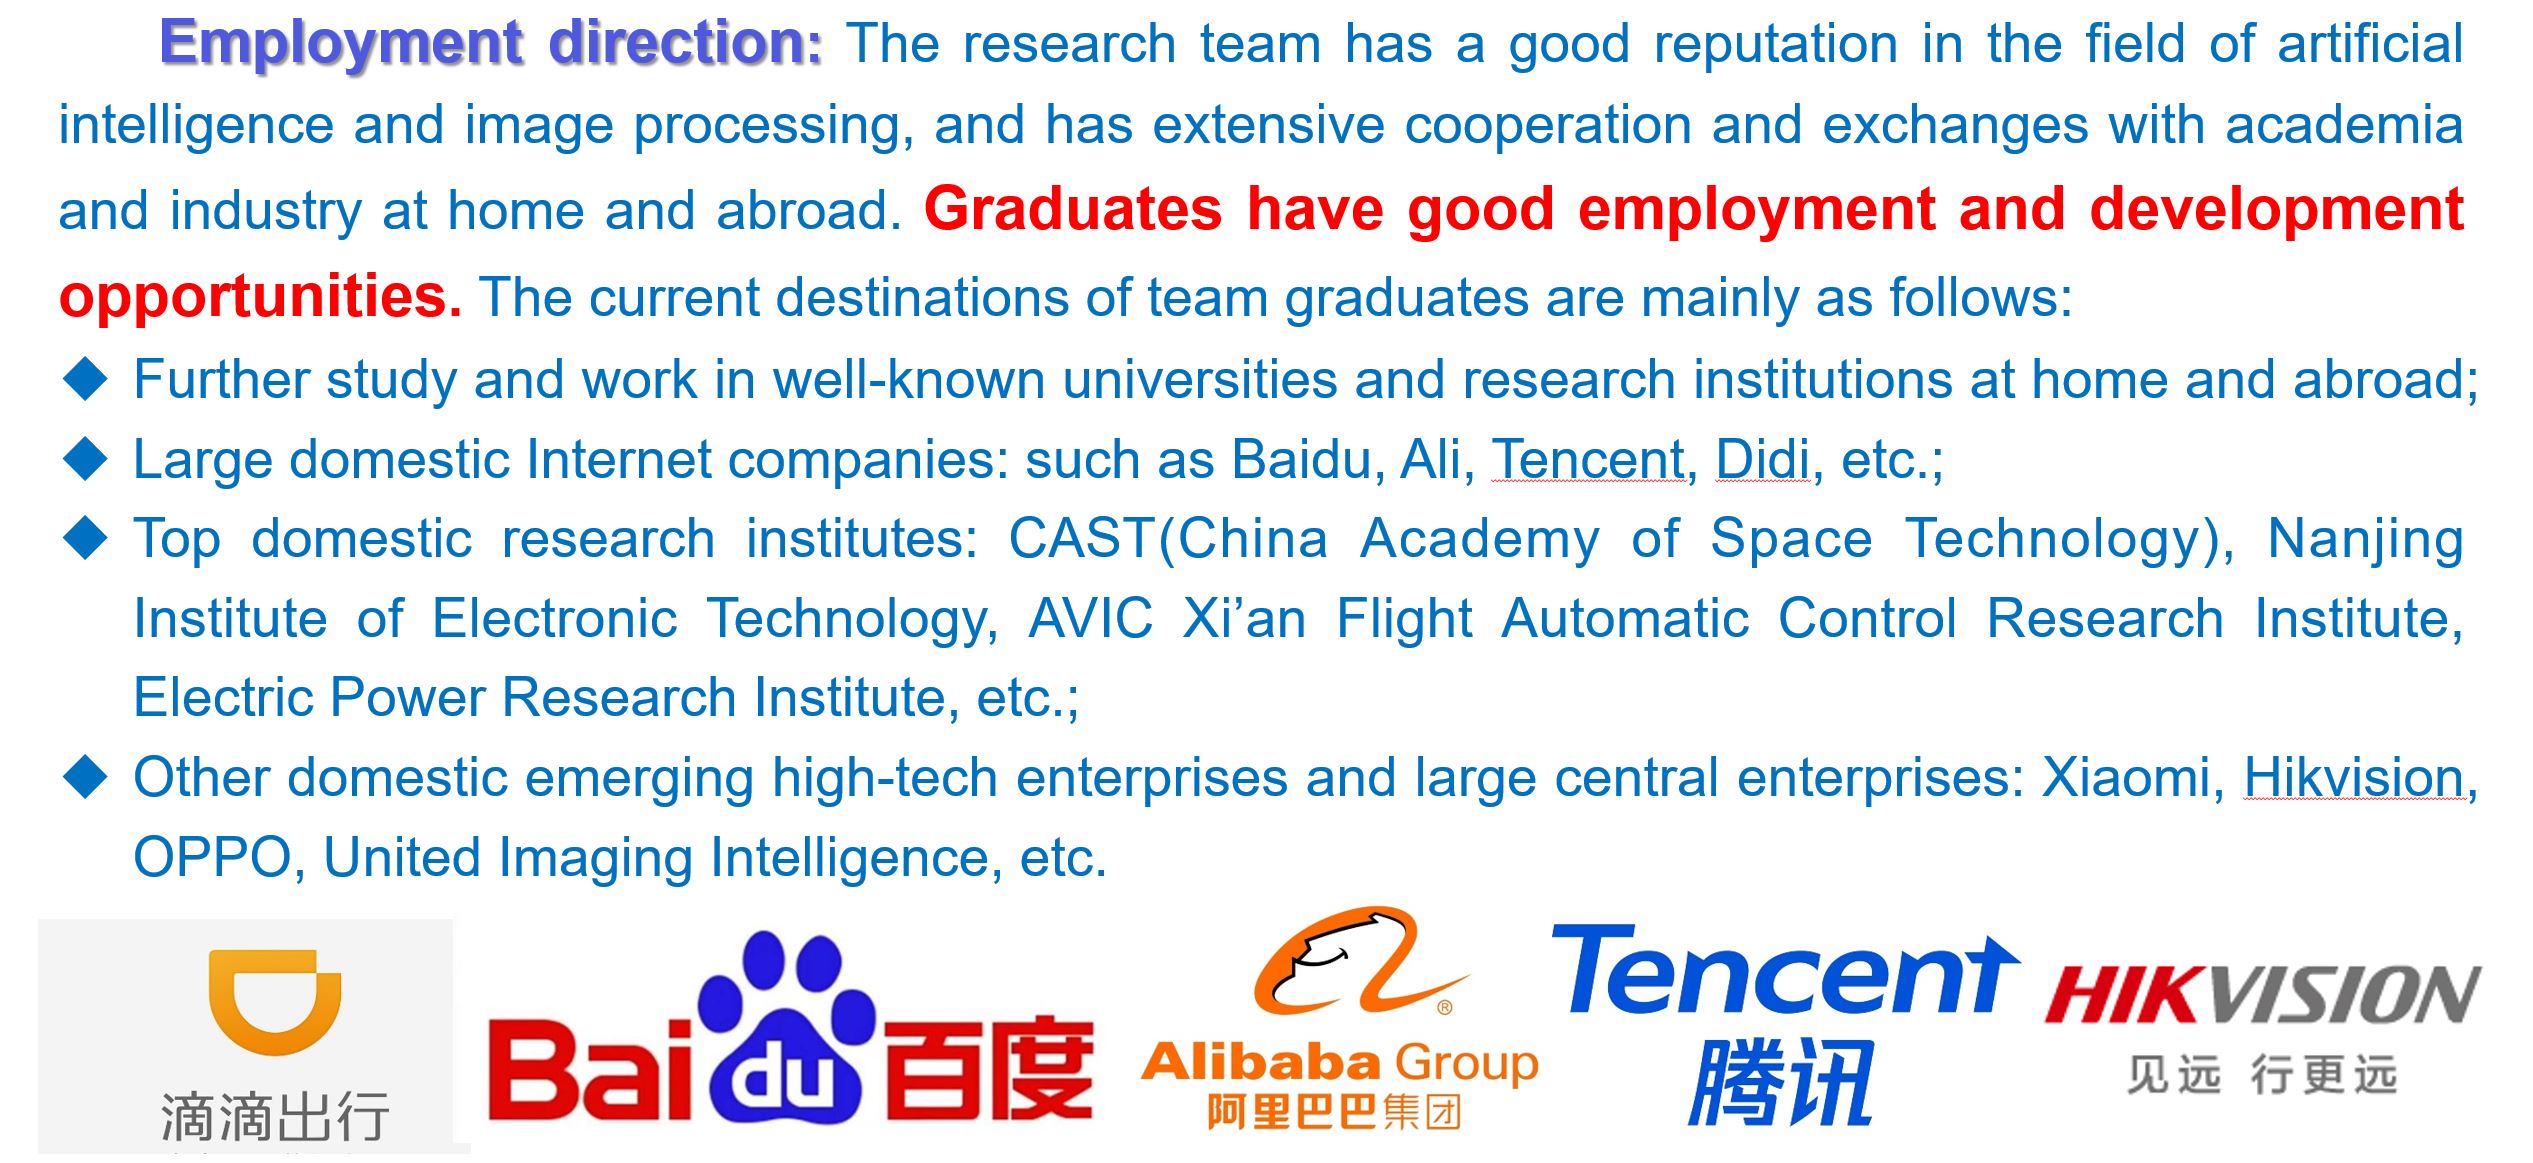 Employment direction: The research team has a good reputation in the field of artificial
intelligence and image processing, and has extensive cooperation and exchanges with academia
and industry at home and abroad. Graduates have good employment and development
opportunities. The current destinations of team graduates are mainly as follows:
◆ Further study and work in well-known universities and research institutions at home and abroad;
◆ Large domestic Internet companies: such as Baidu, Ali, Tencent, Didi, etc.;
◆ Top domestic research institutes: CAST(China Academy of Space Technology), Nanjing
Institute of Electronic Technology, AVIC Xi’an Flight Automatic Control Research Institute,
Electric Power Research Institute, etc.;
◆ Other domestic emerging high-tech enterprises and large central enterprises: Xiaomi, Hikvision,
OPPO, United Imaging Intelligence, etc.
滴滴出行
Baidu百度
®
Alibaba Group
阿里巴巴集团
Tencent
腾讯
HIKVISION
见远 行更远